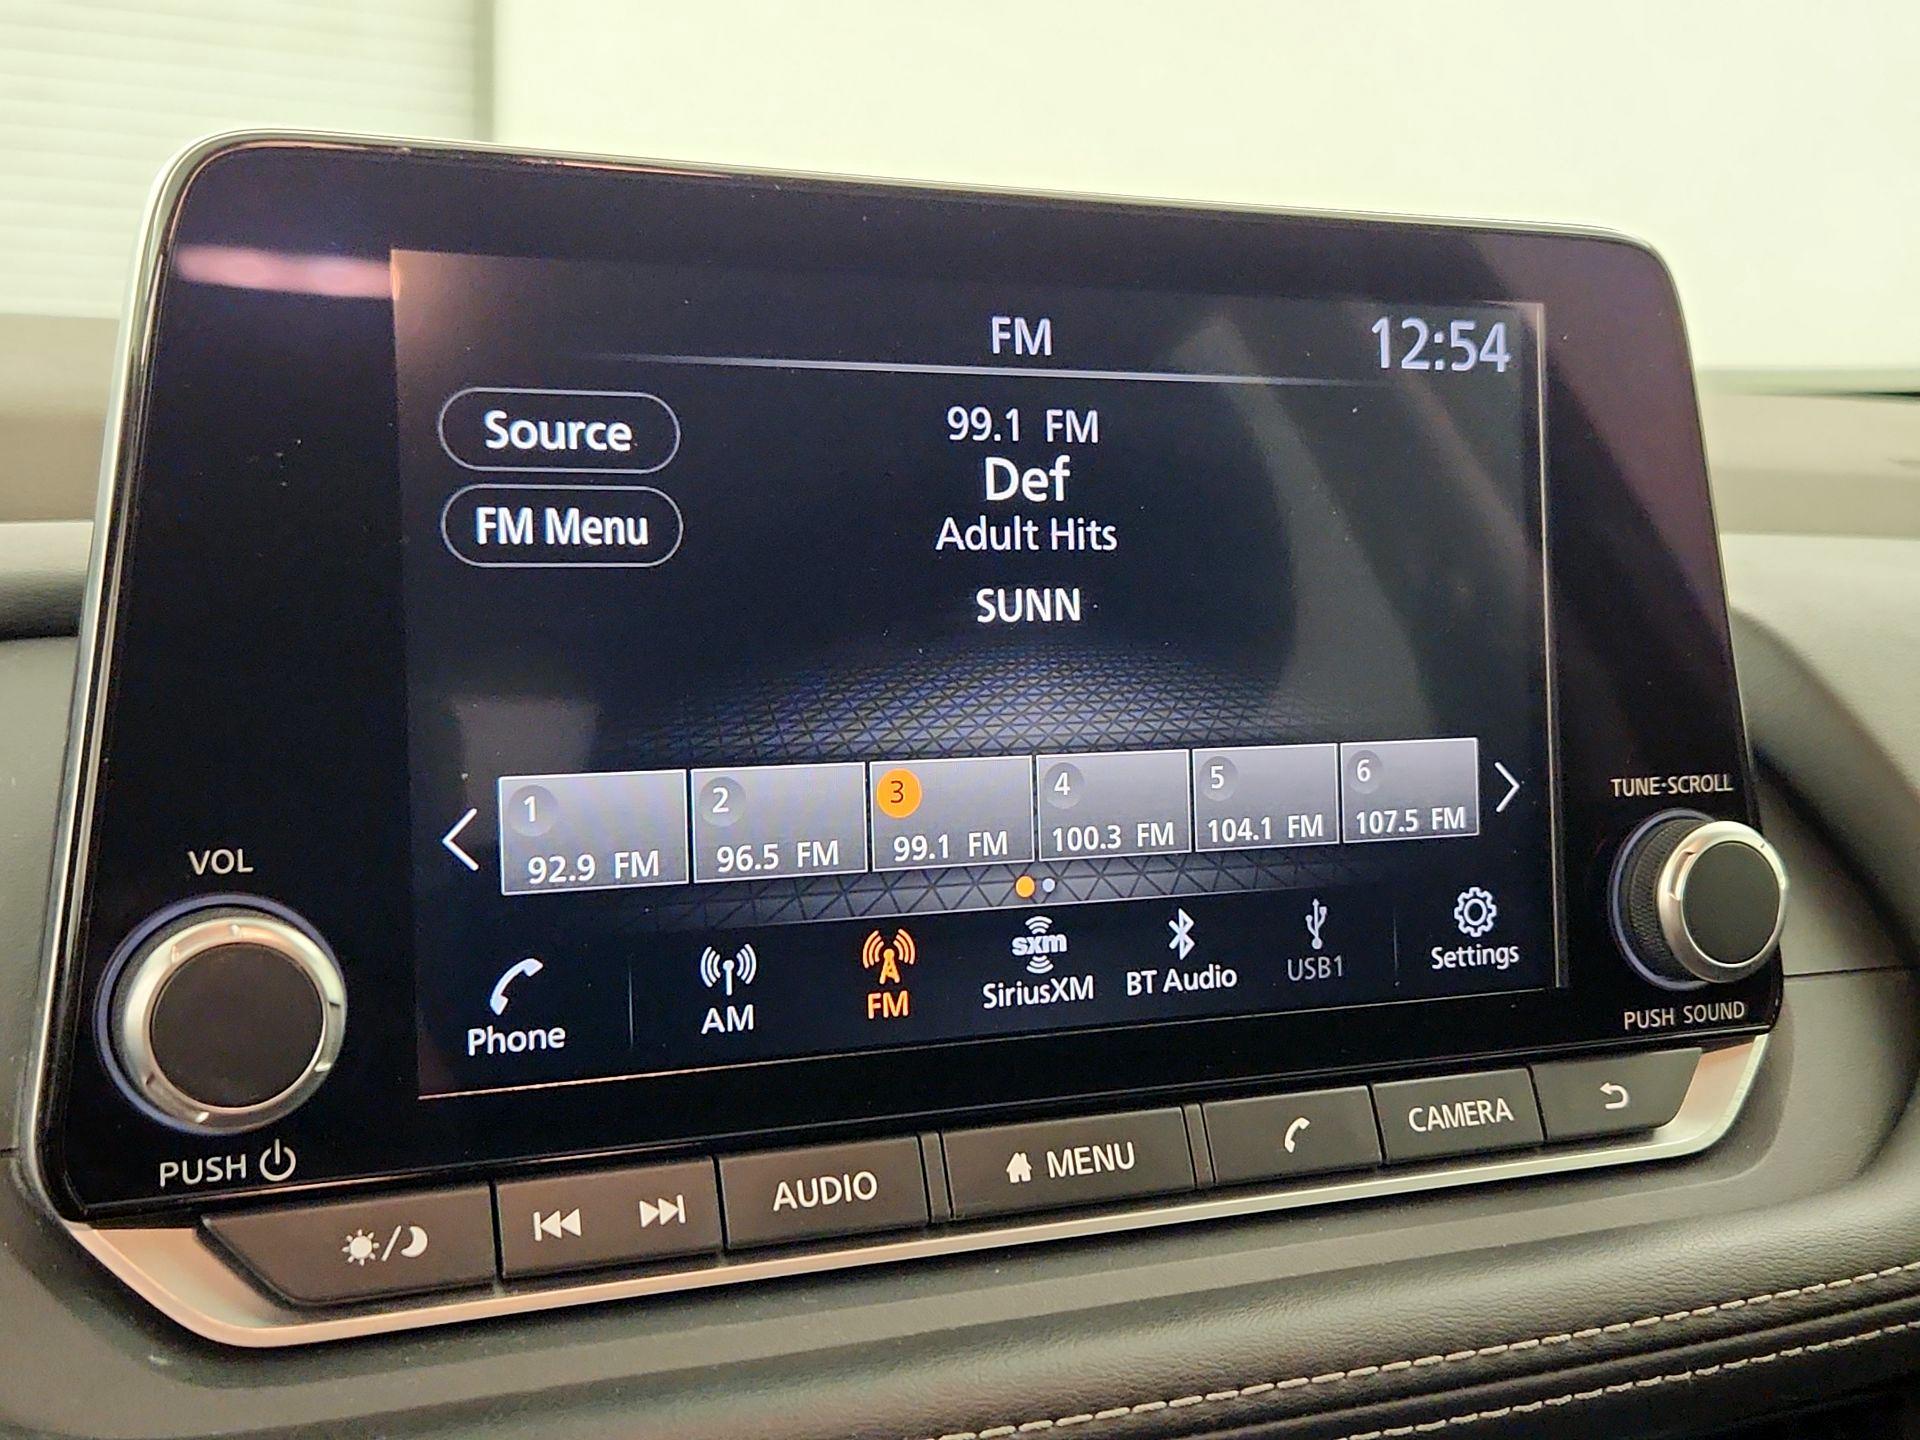 FM
12:54
Source
99.1 FM
Def
FM Menu
Adult Hits
SUNN
1
2
3
4
5
6
92.9 FM
96.5 FM
99.1 FM
100.3 FM
104.1 FM
107.5 FM
TUNE·SCROLL
VOL
Phone
AM
FM
sxm
SiriusXM
BT Audio
USB1
Settings
PUSH SOUND
PUSH
AUDIO
MENU
CAMERA